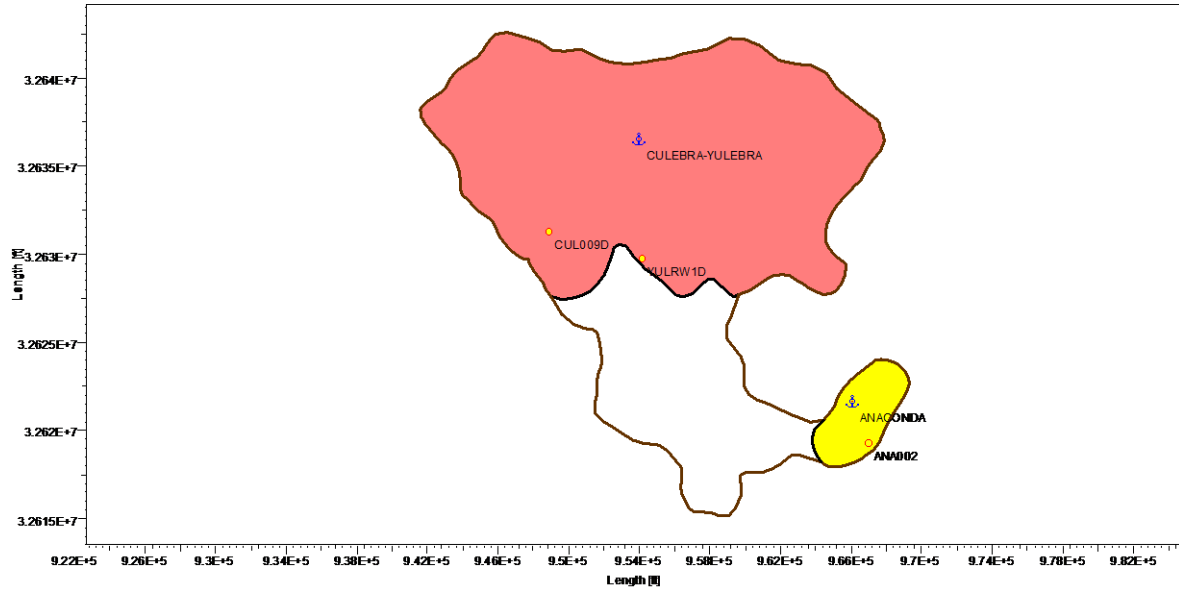 3.264E+7
CULEBRA-YULEBRA
3.2635E+7
CUL009D
3.263E+7
YULRW1D
Length [ft]
3.2625E+7
ANACONDA
3.262E+7
ANA002
3.2615E+7
9.22E+5 9.26E+5 9.3E+5 9.34E+5 9.38E+5 9.42E+5 9.46E+5 9.5E+5 9.54E+5 9.58E+5 9.62E+5 9.66E+5 9.7E+5 9.74E+5 9.78E+5 9.82E+5
Length [ft]